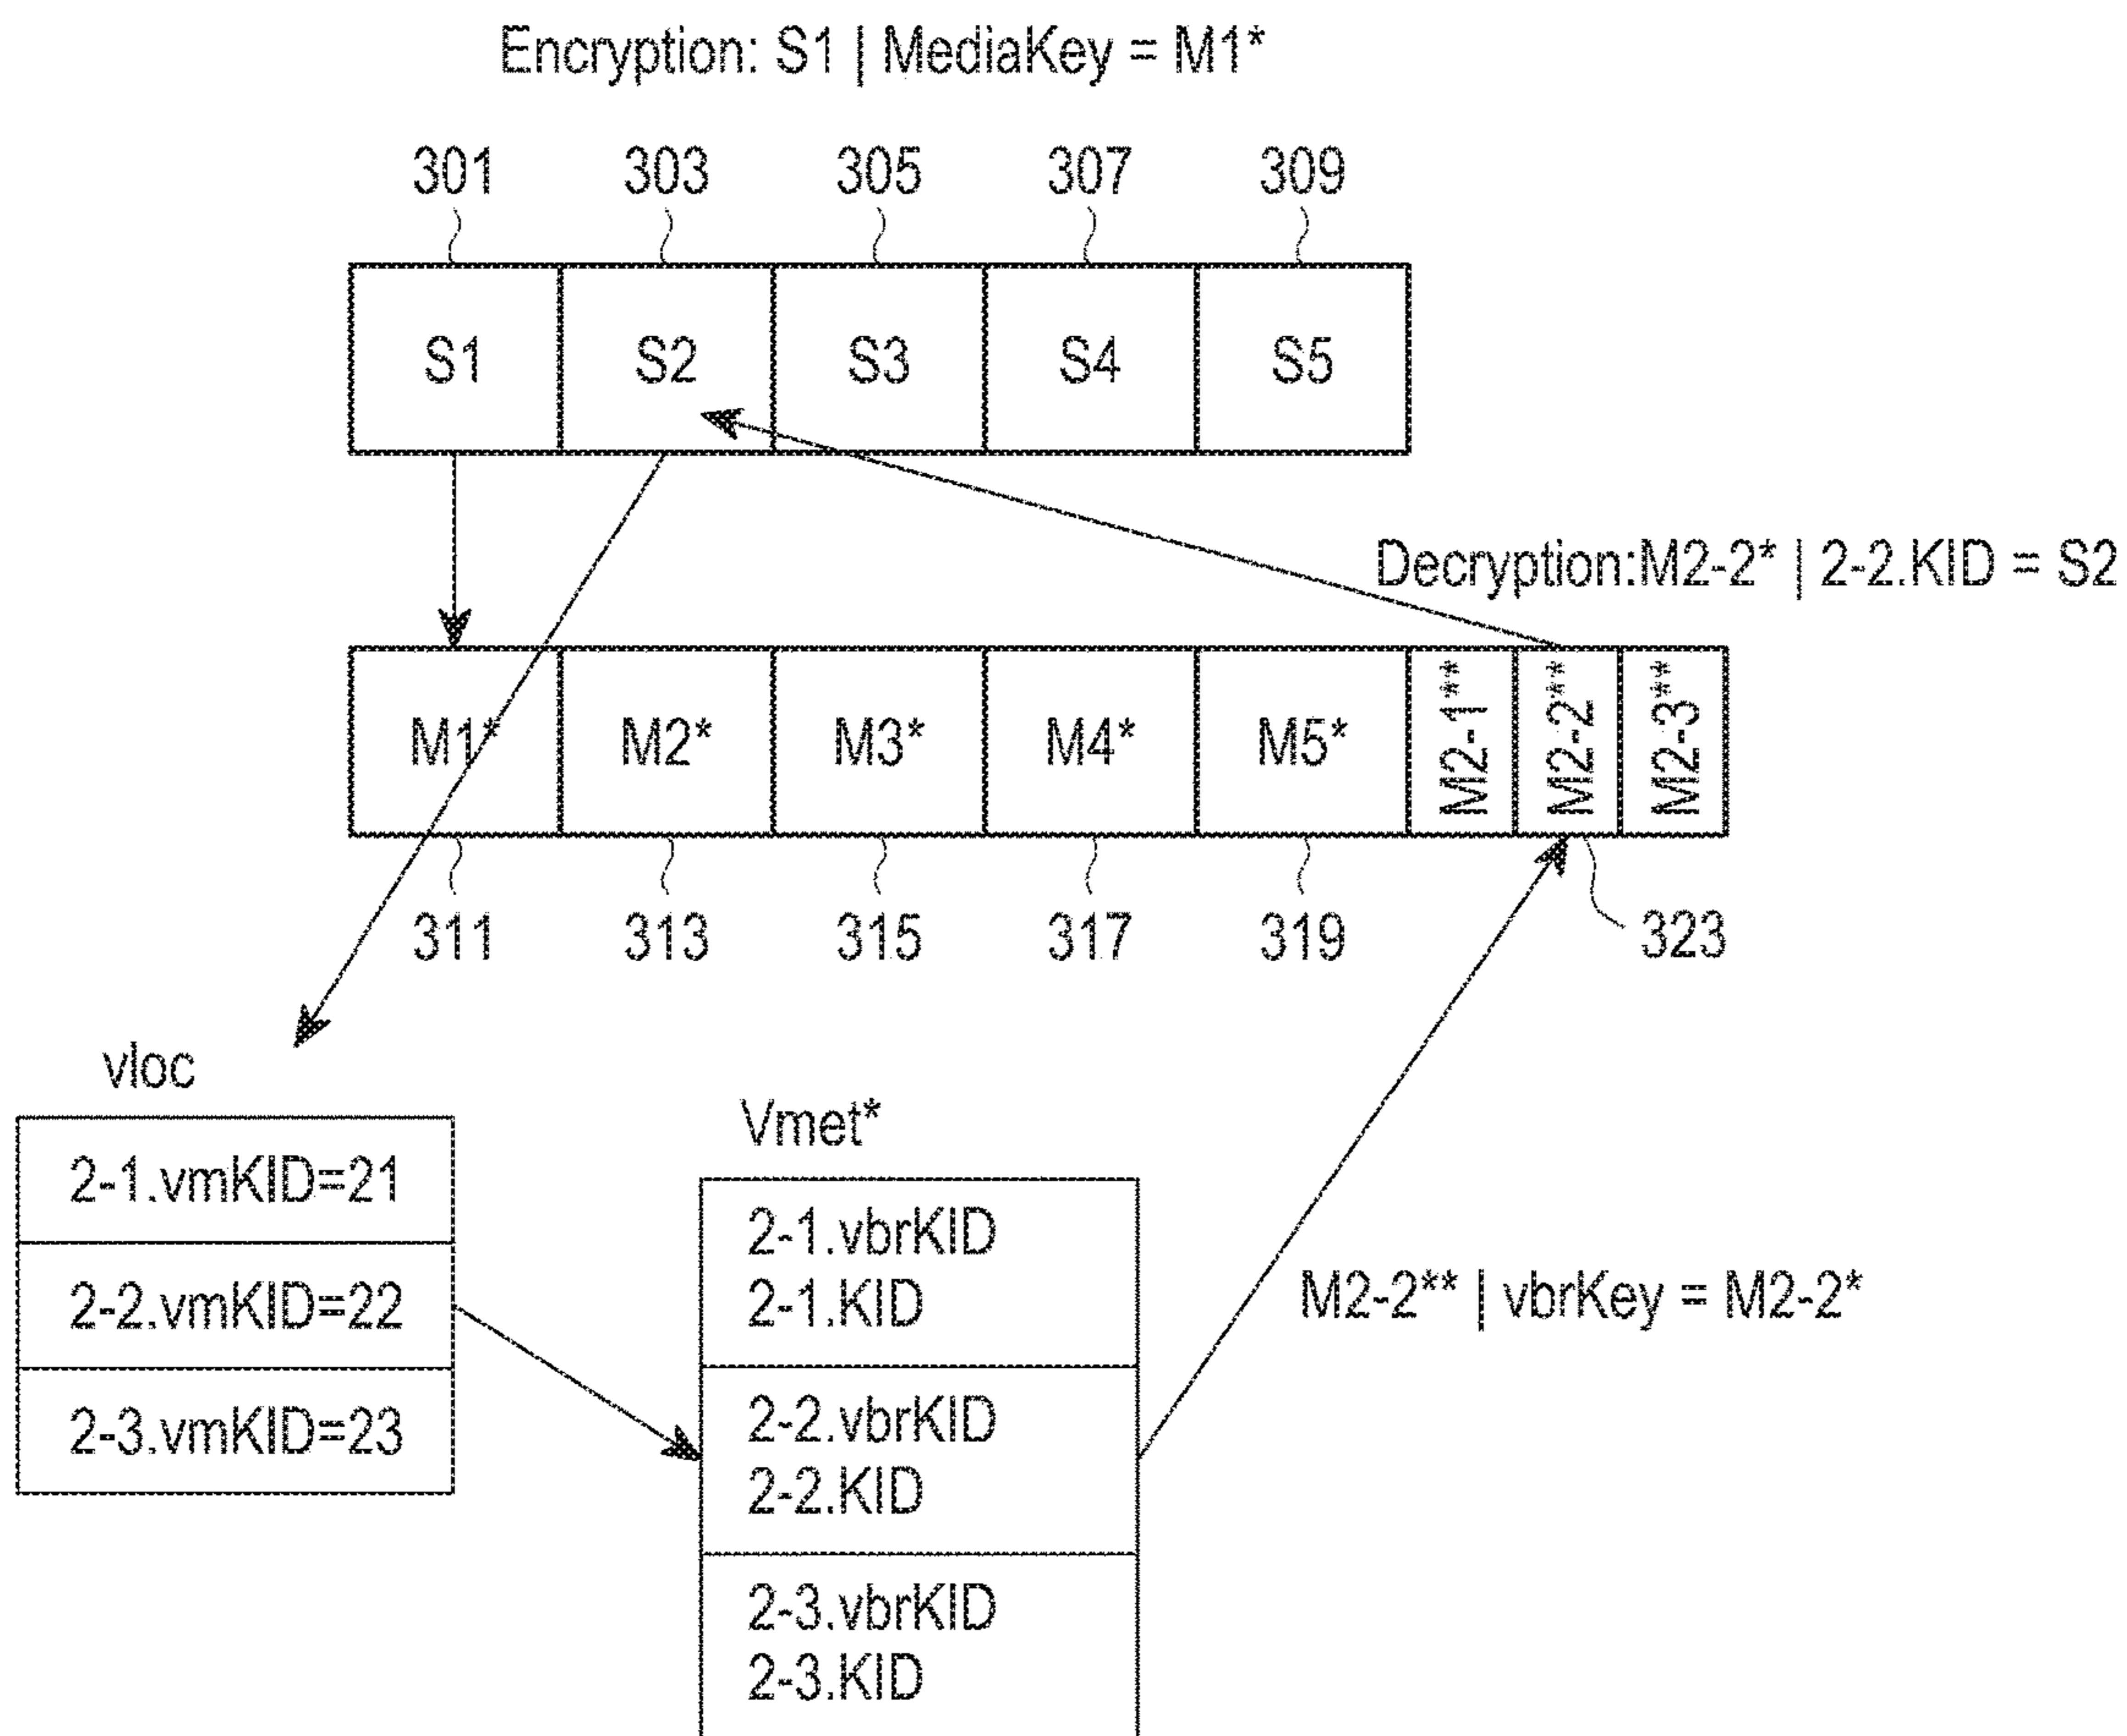 Encryption: S1 | MediaKey = M1*
301 303 305 307 309
S1 S2 S3 S4 S5
Decryption:M2-2* | 2-2.KID = S2
M1* M2* M3* M4* M5* M2-1** M2-2** M2-3**
311 313 315 317 319 323
vloc
2-1.vmKID=21
2-2.vmKID=22
2-3.vmKID=23
Vmet*
2-1.vbrKID
2-1.KID
2-2.vbrKID
2-2.KID
2-3.vbrKID
2-3.KID
M2-2** | vbrKey = M2-2*